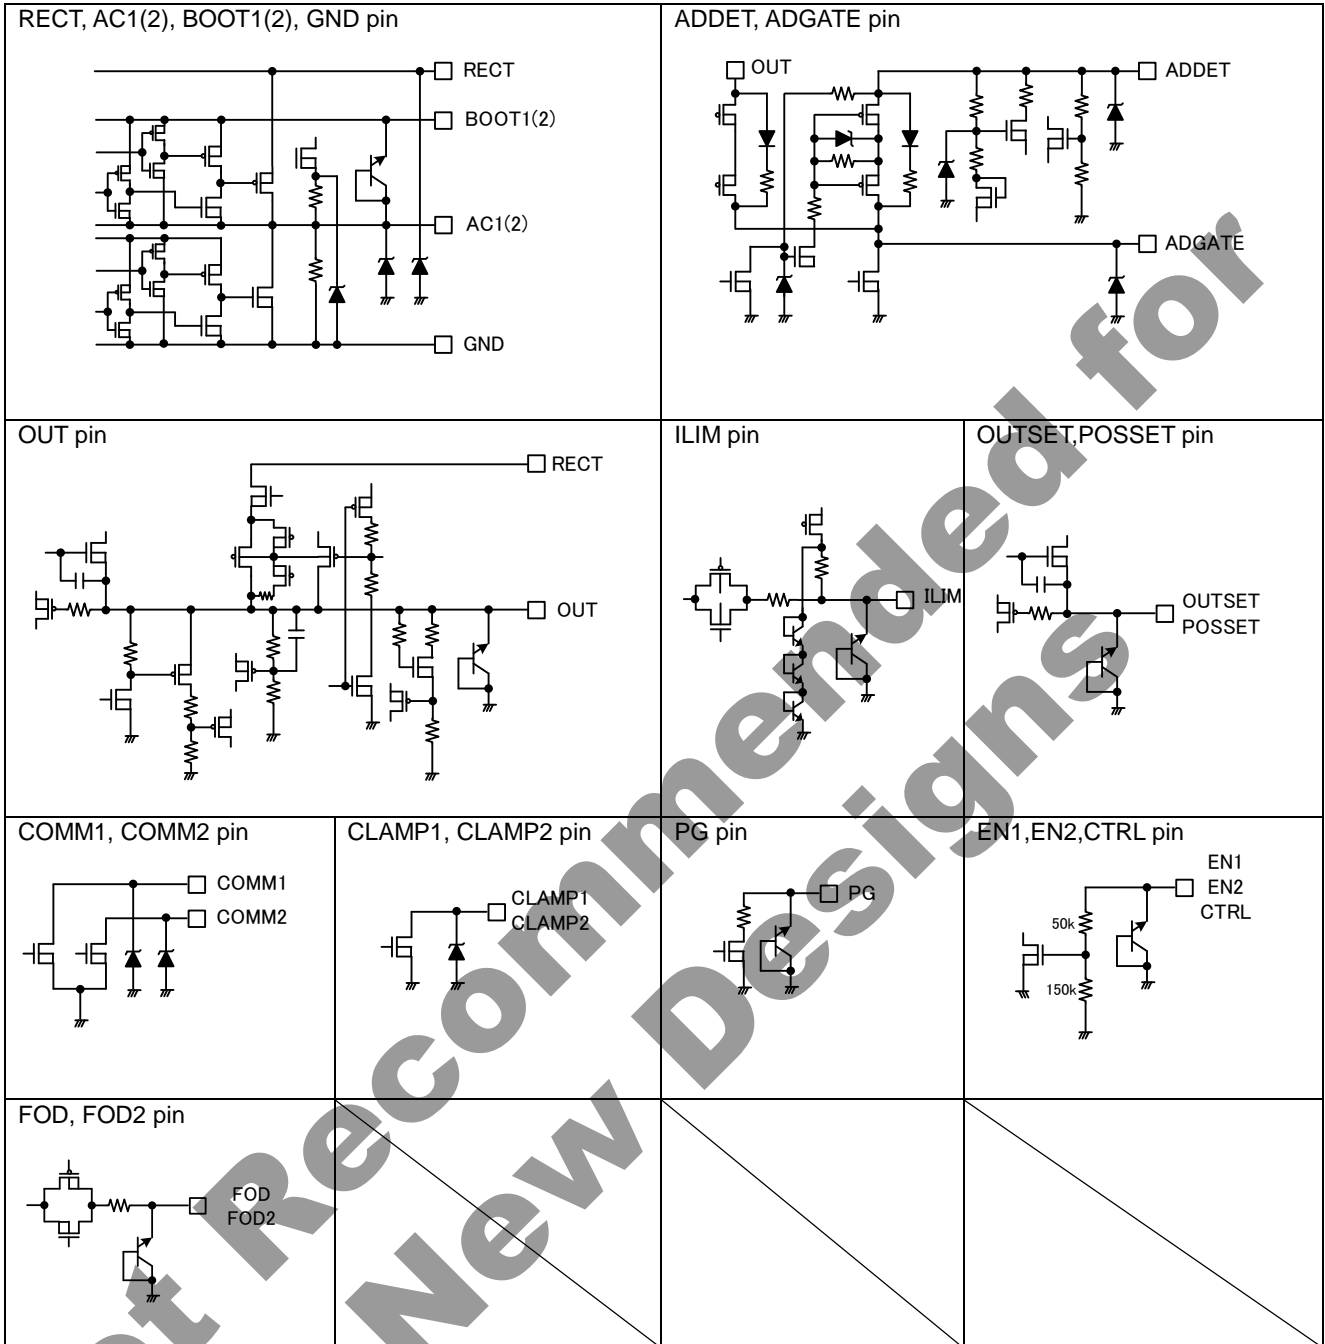 RECT, AC1(2), BOOT1(2), GND pin
RECT
BOOT1(2)
AC1(2)
GND
ADDET, ADGATE pin
OUT
ADDET
ADGATE
OUT pin
RECT
OUT
ILIM pin
ILIM
OUTSET,POSSET pin
OUTSET
POSSET
COMM1, COMM2 pin
COMM1
COMM2
CLAMP1, CLAMP2 pin
CLAMP1
CLAMP2
PG pin
PG
EN1,EN2,CTRL pin
EN1
EN2
CTRL
50k
150k
FOD, FOD2 pin
FOD
FOD2
Recommended for
New Designs